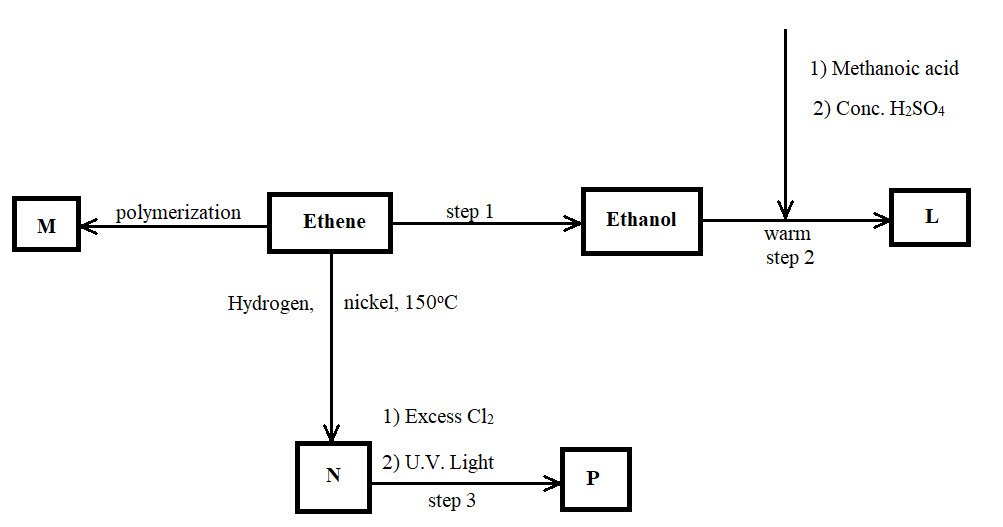 1) Methanoic acid
2) Conc. H₂SO₄
M
polymerization
Ethene
step 1
Ethanol
warm
step 2
L
Hydrogen,
nickel, 150ᵒC
1) Excess Cl₂
2) U.V. Light
step 3
N
P